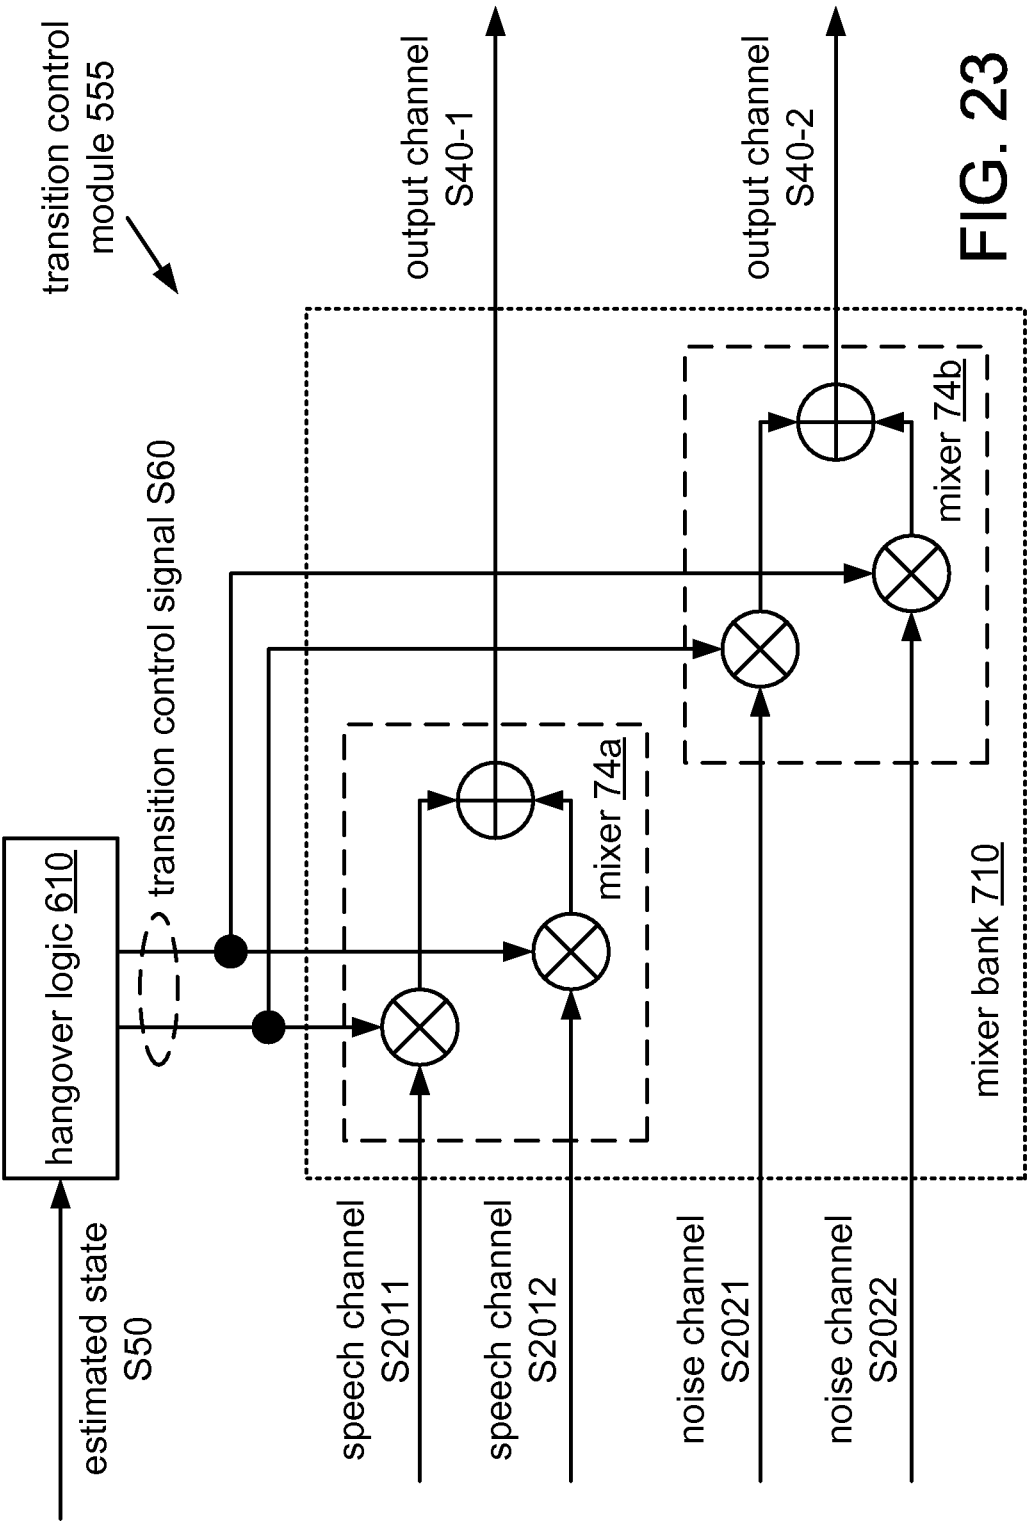 transition control
module 555
estimated state
S50
hangover logic 610
transition control signal S60
speech channel
S2011
speech channel
S2012
mixer 74a
output channel
S40-1
noise channel
S2021
noise channel
S2022
mixer 74b
output channel
S40-2
mixer bank 710
FIG. 23